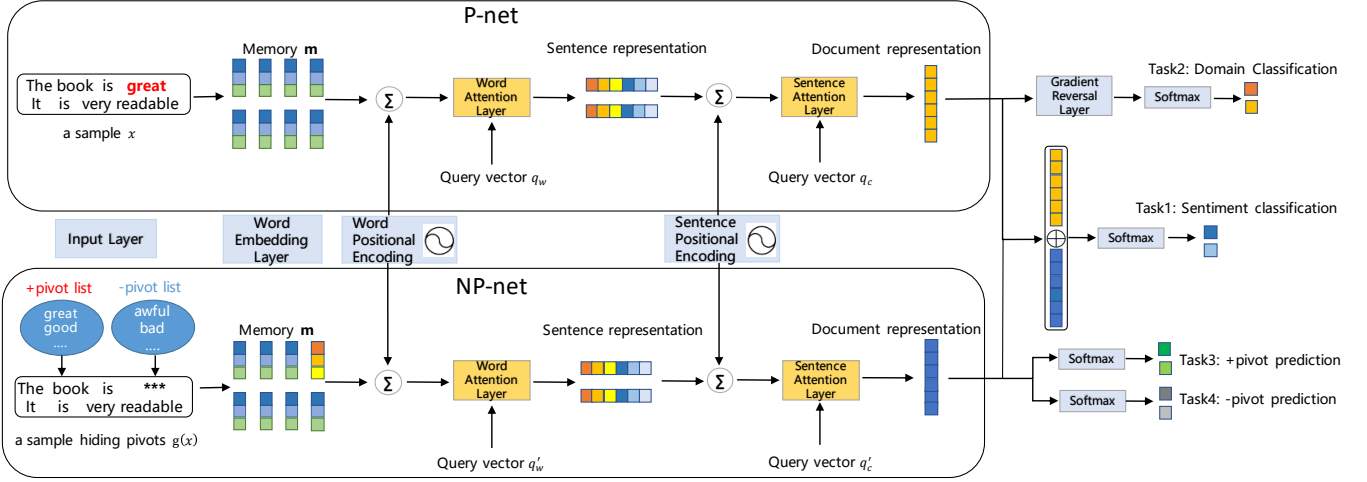 P-net
Memory m
Sentence representation
Document representation
The book is great
It is very readable
a sample x
Σ
Word
Attention
Layer
Σ
Sentence
Attention
Layer
Query vector q_w
Query vector q_c
Gradient
Reversal
Layer
Softmax
Task2: Domain Classification
Task1: Sentiment classification
Softmax
Input Layer
Word
Embedding
Layer
Word
Positional
Encoding
Sentence
Positional
Encoding
NP-net
+pivot list
-pivot list
great
good
....
awful
bad
....
Memory m
Sentence representation
Document representation
The book is ***
It is very readable
a sample hiding pivots g(x)
Σ
Word
Attention
Layer
Σ
Sentence
Attention
Layer
Query vector q′_w
Query vector q′_c
Softmax
Task3: +pivot prediction
Softmax
Task4: -pivot prediction